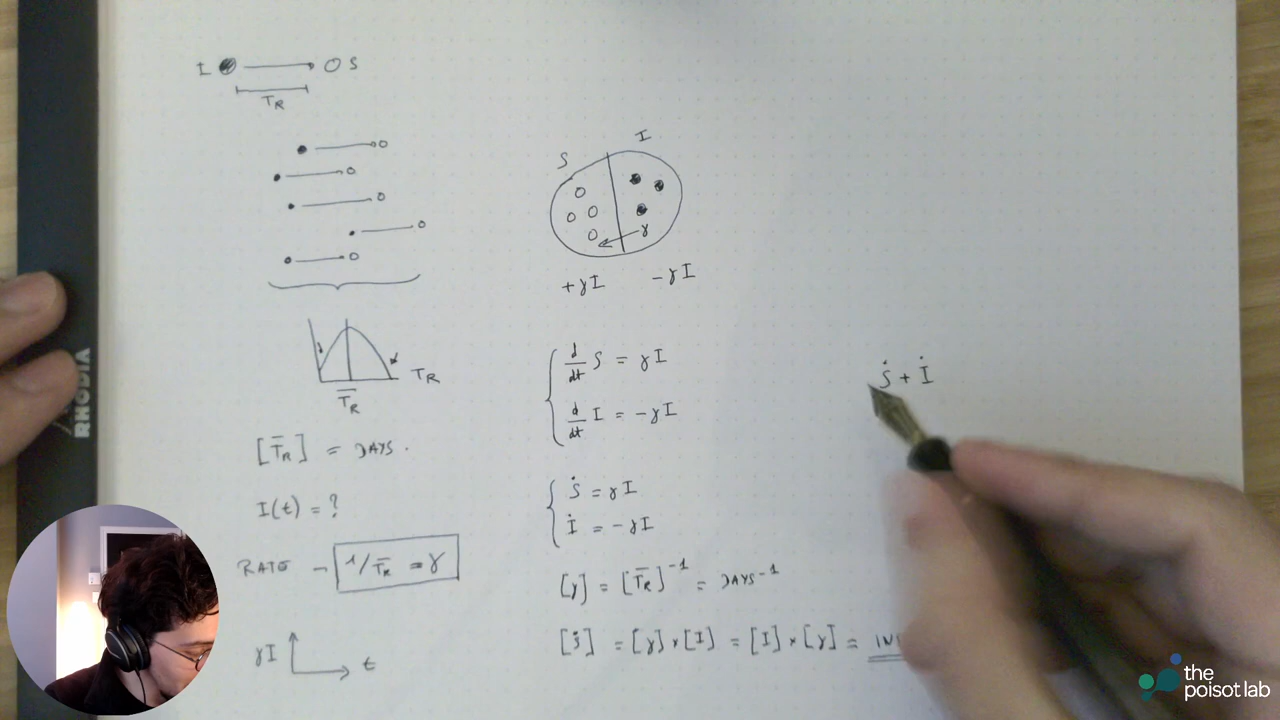 I → S
T_R
T_R
T̄_R
[T̄_R] = DAYS.
I(t) = ?
RATE → 1/T̄_R = γ
γI
t
S
I
γ
+γI -γI
d/dt S = γI
d/dt I = -γI
Ṡ = γI
İ = -γI
[γ] = [T̄_R]⁻¹ = DAYS⁻¹
[Ṡ] = [γ] × [I] = [I] × [γ] =
Ṡ + İ
RHODIA
the
poisot lab